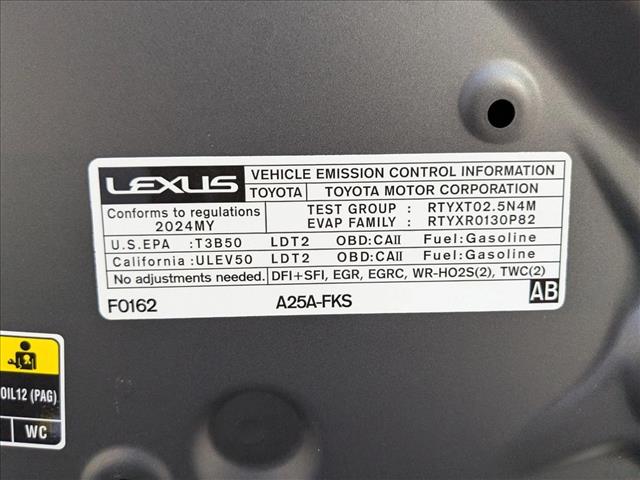 LEXUS VEHICLE EMISSION CONTROL INFORMATION
TOYOTA TOYOTA MOTOR CORPORATION
Conforms to regulations
2024MY
TEST GROUP : RTYXT02.5N4M
EVAP FAMILY : RTYXR0130P82
U.S.EPA :T3B50 LDT2 OBD:CAII Fuel:Gasoline
California:ULEV50 LDT2 OBD:CAII Fuel:Gasoline
No adjustments needed. DFI+SFI, EGR, EGRC, WR-HO2S(2), TWC(2)
F0162 A25A-FKS AB
OIL12 (PAG)
WC